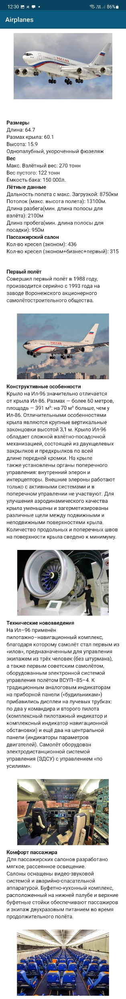 12:30
86%
Airplanes
РОССИЯ
Размеры
Длина: 64.7
Размах крыла: 60.1
Высота: 15.9
Однопалубный, укороченный фюзеляж
Вес
Макс. Взлётный вес: 270 тонн
Вес пустого: 122 тонн
Ёмкость бака: 150 000л.
Лётные данные
Дальность полета с макс. Загрузкой: 8750км
Потолок (макс. высота полета): 13100м.
Длина разбега(мин. длина полосы для
взлёта): 2100м
Длина пробега(мин. длина полосы для
посадки): 950м
Пассажирский салон
Кол-во кресел (эконом): 436
Кол-во кресел (эконом+бизнес+первый): 315
Первый полёт
Совершил первый полёт в 1988 году,
производится серийно с 1993 года на
заводе Воронежского акционерного
самолётостроительного общества.
РОССИЯ
Конструктивные особенности
Крыло на Ил-96 значительно отличается
от крыла Ил-86. Размах — более 60 метров,
площадь — 391 м²: на 70 м² больше, чем у
Ил-86. Отличительными особенностями
крыла являются крупные вертикальные
законцовки высотой 3,1 м. Крыло Ил-96
обладает сложной взлётно-посадочной
механизацией, состоящей из двухщелевых
закрылков и предкрылков по всей
длине передней кромки. На крыле
также установлены органы поперечного
управления: внутренний элерон и
интерцепторы. Внешние элероны работают
только с активными системами и в
поперечном управлении не участвуют. Для
улучшения аэродинамического качества
крыла уменьшены и загерметизированы
различные щели между подвижными и
неподвижными поверхностями крыла.
Количество продольных и поперечных швов
на поверхности крыла сведено к минимуму.
Технические нововведения
На Ил–96 применён
пилотажно–навигационный комплекс,
благодаря которому самолёт стал первым из
«илов», предназначенным для управления
экипажем из трёх человек (без штурмана),
а также первым советским самолётом,
оборудованным электронной системой
управления полётом ВСУП–85–4. К
традиционным аналоговым индикаторам
на приборной панели («будильникам»)
прибавились дисплеи на лучевых трубках:
по два у командира и второго пилота
(комплексный пилотажный индикатор и
комплексный индикатор навигационной
обстановки) и ещё два на центральной
панели (индикаторы параметров
двигателей). Самолёт оборудован
электродистанционной системой
управления (ЭДСУ) с управлением «по
усилиям».
Комфорт пассажира
Для пассажирских салонов разработано
мягкое, рассеянное освещение.
Салоны оснащены видео-звуковой
системой и аварийно-спасательной
аппаратурой. Буфетно-кухонный комплекс,
расположенный на нижней палубе и верхние
буфетные стойки обеспечивают пассажиров
и экипаж двухразовым питанием во время
продолжительного полёта.